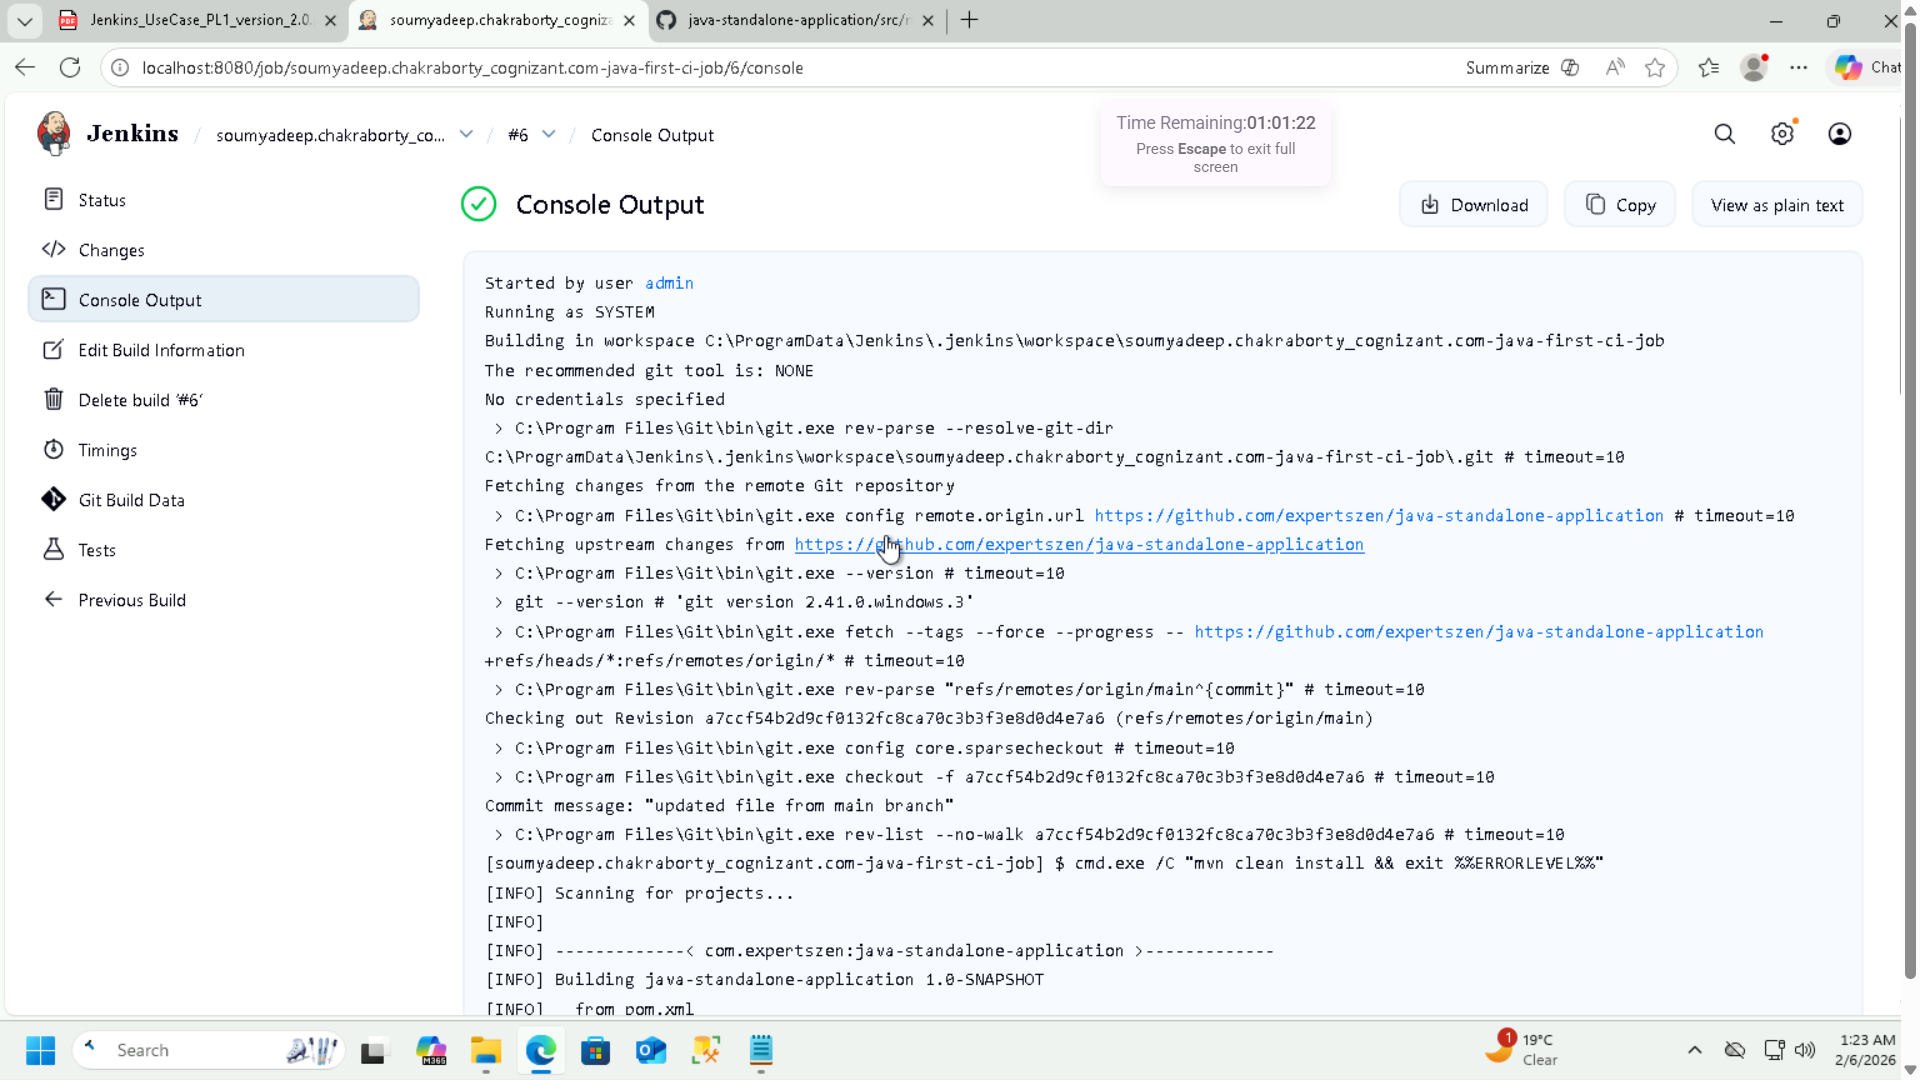 Jenkins_UseCase_PL1_version_2.0.
soumyadeep.chakraborty_cogniza
java-standalone-application/src/r
localhost:8080/job/soumyadeep.chakraborty_cognizant.com-java-first-ci-job/6/console
Summarize
Chat
Jenkins / soumyadeep.chakraborty_co... / #6 / Console Output
Time Remaining:01:01:22
Press Escape to exit full
screen
Status
Changes
Console Output
Edit Build Information
Delete build ‘#6’
Timings
Git Build Data
Tests
Previous Build
Console Output
Download
Copy
View as plain text
Started by user admin
Running as SYSTEM
Building in workspace C:\ProgramData\Jenkins\.jenkins\workspace\soumyadeep.chakraborty_cognizant.com-java-first-ci-job
The recommended git tool is: NONE
No credentials specified
 > C:\Program Files\Git\bin\git.exe rev-parse --resolve-git-dir
C:\ProgramData\Jenkins\.jenkins\workspace\soumyadeep.chakraborty_cognizant.com-java-first-ci-job\.git # timeout=10
Fetching changes from the remote Git repository
 > C:\Program Files\Git\bin\git.exe config remote.origin.url https://github.com/expertszen/java-standalone-application # timeout=10
Fetching upstream changes from https://github.com/expertszen/java-standalone-application
 > C:\Program Files\Git\bin\git.exe --version # timeout=10
 > git --version # 'git version 2.41.0.windows.3'
 > C:\Program Files\Git\bin\git.exe fetch --tags --force --progress -- https://github.com/expertszen/java-standalone-application
+refs/heads/*:refs/remotes/origin/* # timeout=10
 > C:\Program Files\Git\bin\git.exe rev-parse "refs/remotes/origin/main^{commit}" # timeout=10
Checking out Revision a7ccf54b2d9cf0132fc8ca70c3b3f3e8d0d4e7a6 (refs/remotes/origin/main)
 > C:\Program Files\Git\bin\git.exe config core.sparsecheckout # timeout=10
 > C:\Program Files\Git\bin\git.exe checkout -f a7ccf54b2d9cf0132fc8ca70c3b3f3e8d0d4e7a6 # timeout=10
Commit message: "updated file from main branch"
 > C:\Program Files\Git\bin\git.exe rev-list --no-walk a7ccf54b2d9cf0132fc8ca70c3b3f3e8d0d4e7a6 # timeout=10
[soumyadeep.chakraborty_cognizant.com-java-first-ci-job] $ cmd.exe /C "mvn clean install && exit %%ERRORLEVEL%%"
[INFO] Scanning for projects...
[INFO]
[INFO] -------------< com.expertszen:java-standalone-application >-------------
[INFO] Building java-standalone-application 1.0-SNAPSHOT
[INFO]   from pom.xml
Search
M365
1
19°C
Clear
1:23 AM
2/6/2026